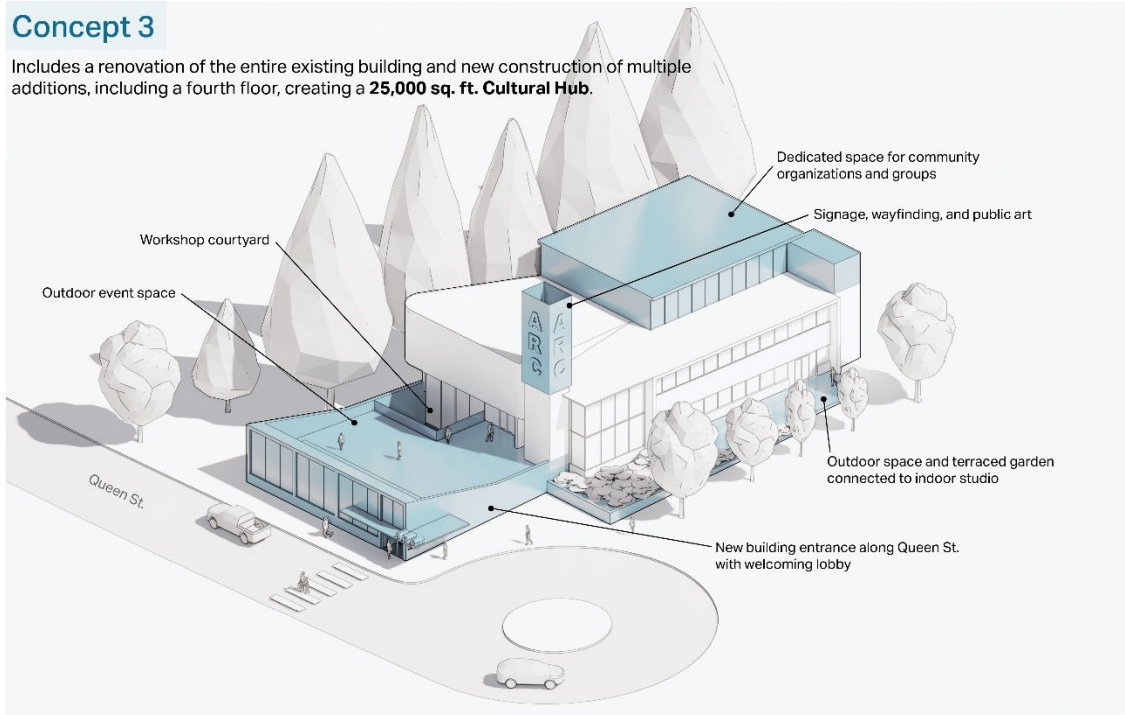 Concept 3
Includes a renovation of the entire existing building and new construction of multiple
additions, including a fourth floor, creating a 25,000 sq. ft. Cultural Hub.
Dedicated space for community
organizations and groups
Signage, wayfinding, and public art
Workshop courtyard
Outdoor event space
ARC
ARC
Outdoor space and terraced garden
connected to indoor studio
Queen St.
New building entrance along Queen St.
with welcoming lobby